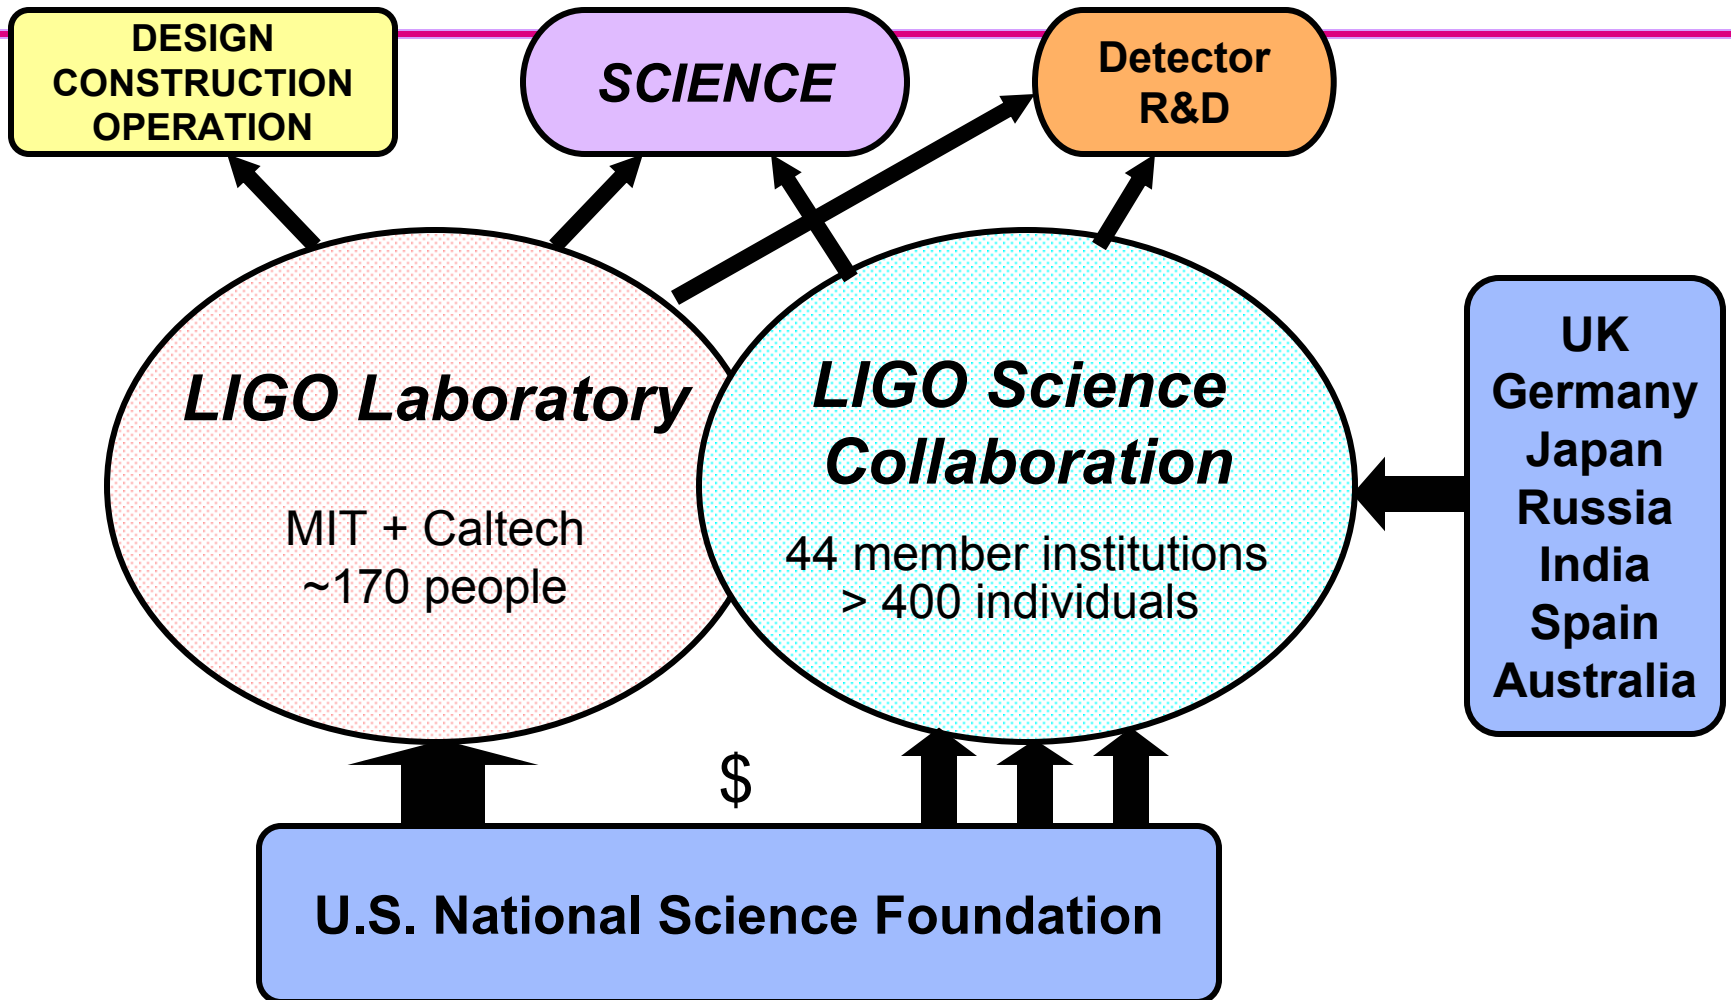 DESIGN
CONSTRUCTION
OPERATION
SCIENCE
Detector
R&D
LIGO Laboratory
MIT + Caltech
~170 people
LIGO Science
Collaboration
44 member institutions
> 400 individuals
UK
Germany
Japan
Russia
India
Spain
Australia
$
U.S. National Science Foundation